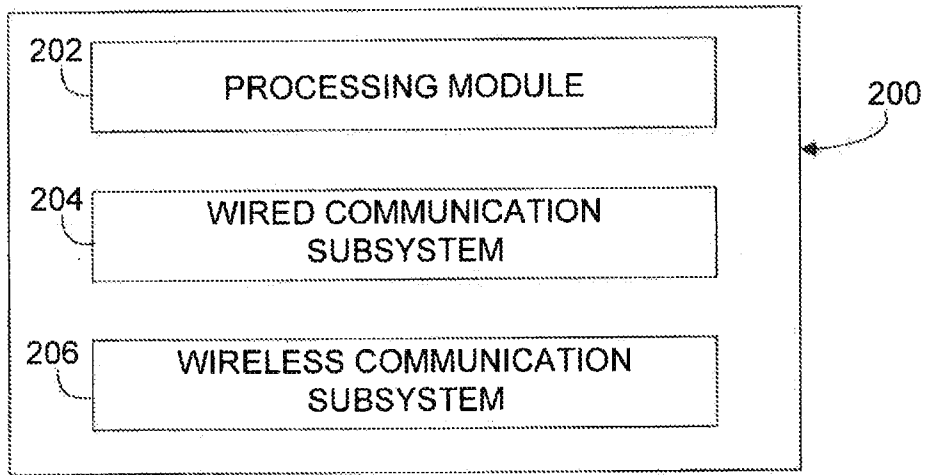 202
PROCESSING MODULE
200
204
WIRED COMMUNICATION
SUBSYSTEM
206
WIRELESS COMMUNICATION
SUBSYSTEM